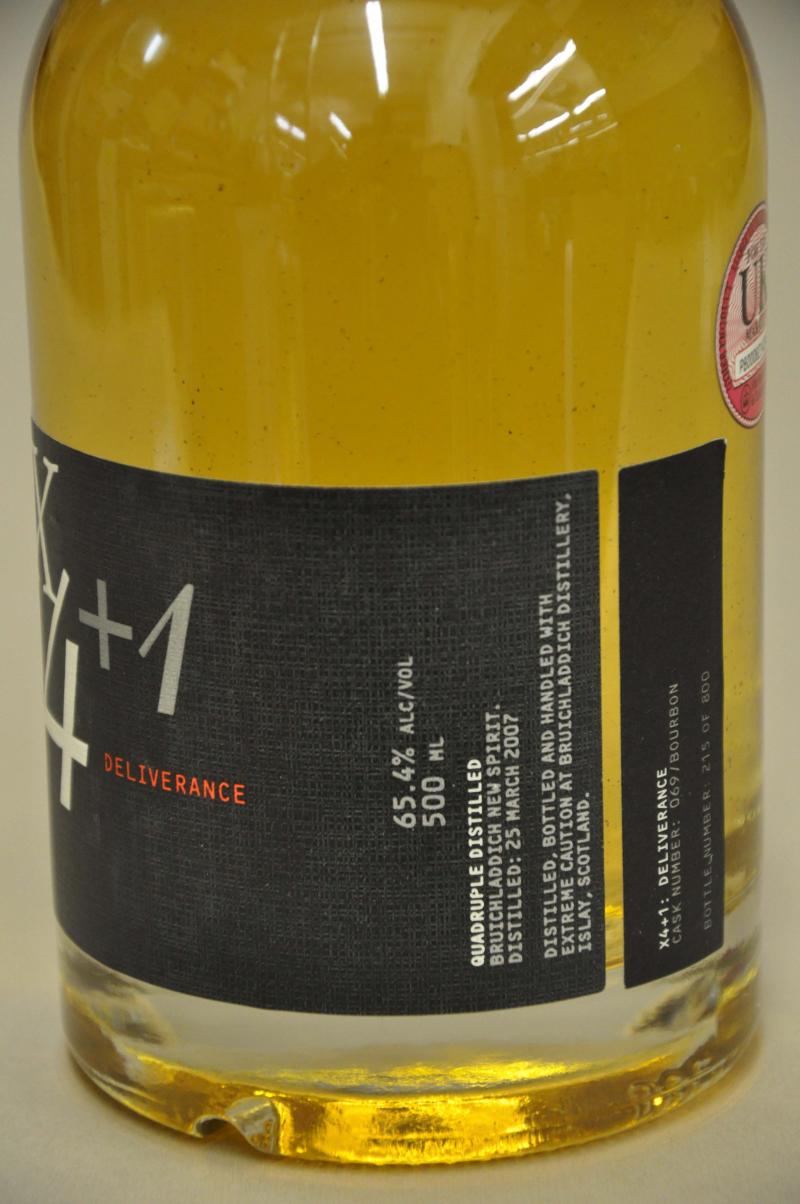 X4+1
DELIVERANCE
65.4% ALC/VOL
500 ML
QUADRUPLE DISTILLED
BRUICHLADDICH NEW SPIRIT.
DISTILLED: 25 MARCH 2007
DISTILLED, BOTTLED AND HANDLED WITH
EXTREME CAUTION AT BRUICHLADDICH DISTILLERY,
ISLAY, SCOTLAND.
X4+1: DELIVERANCE
CASK NUMBER: 069/BOURBON
BOTTLE NUMBER: 215 OF 800
UK